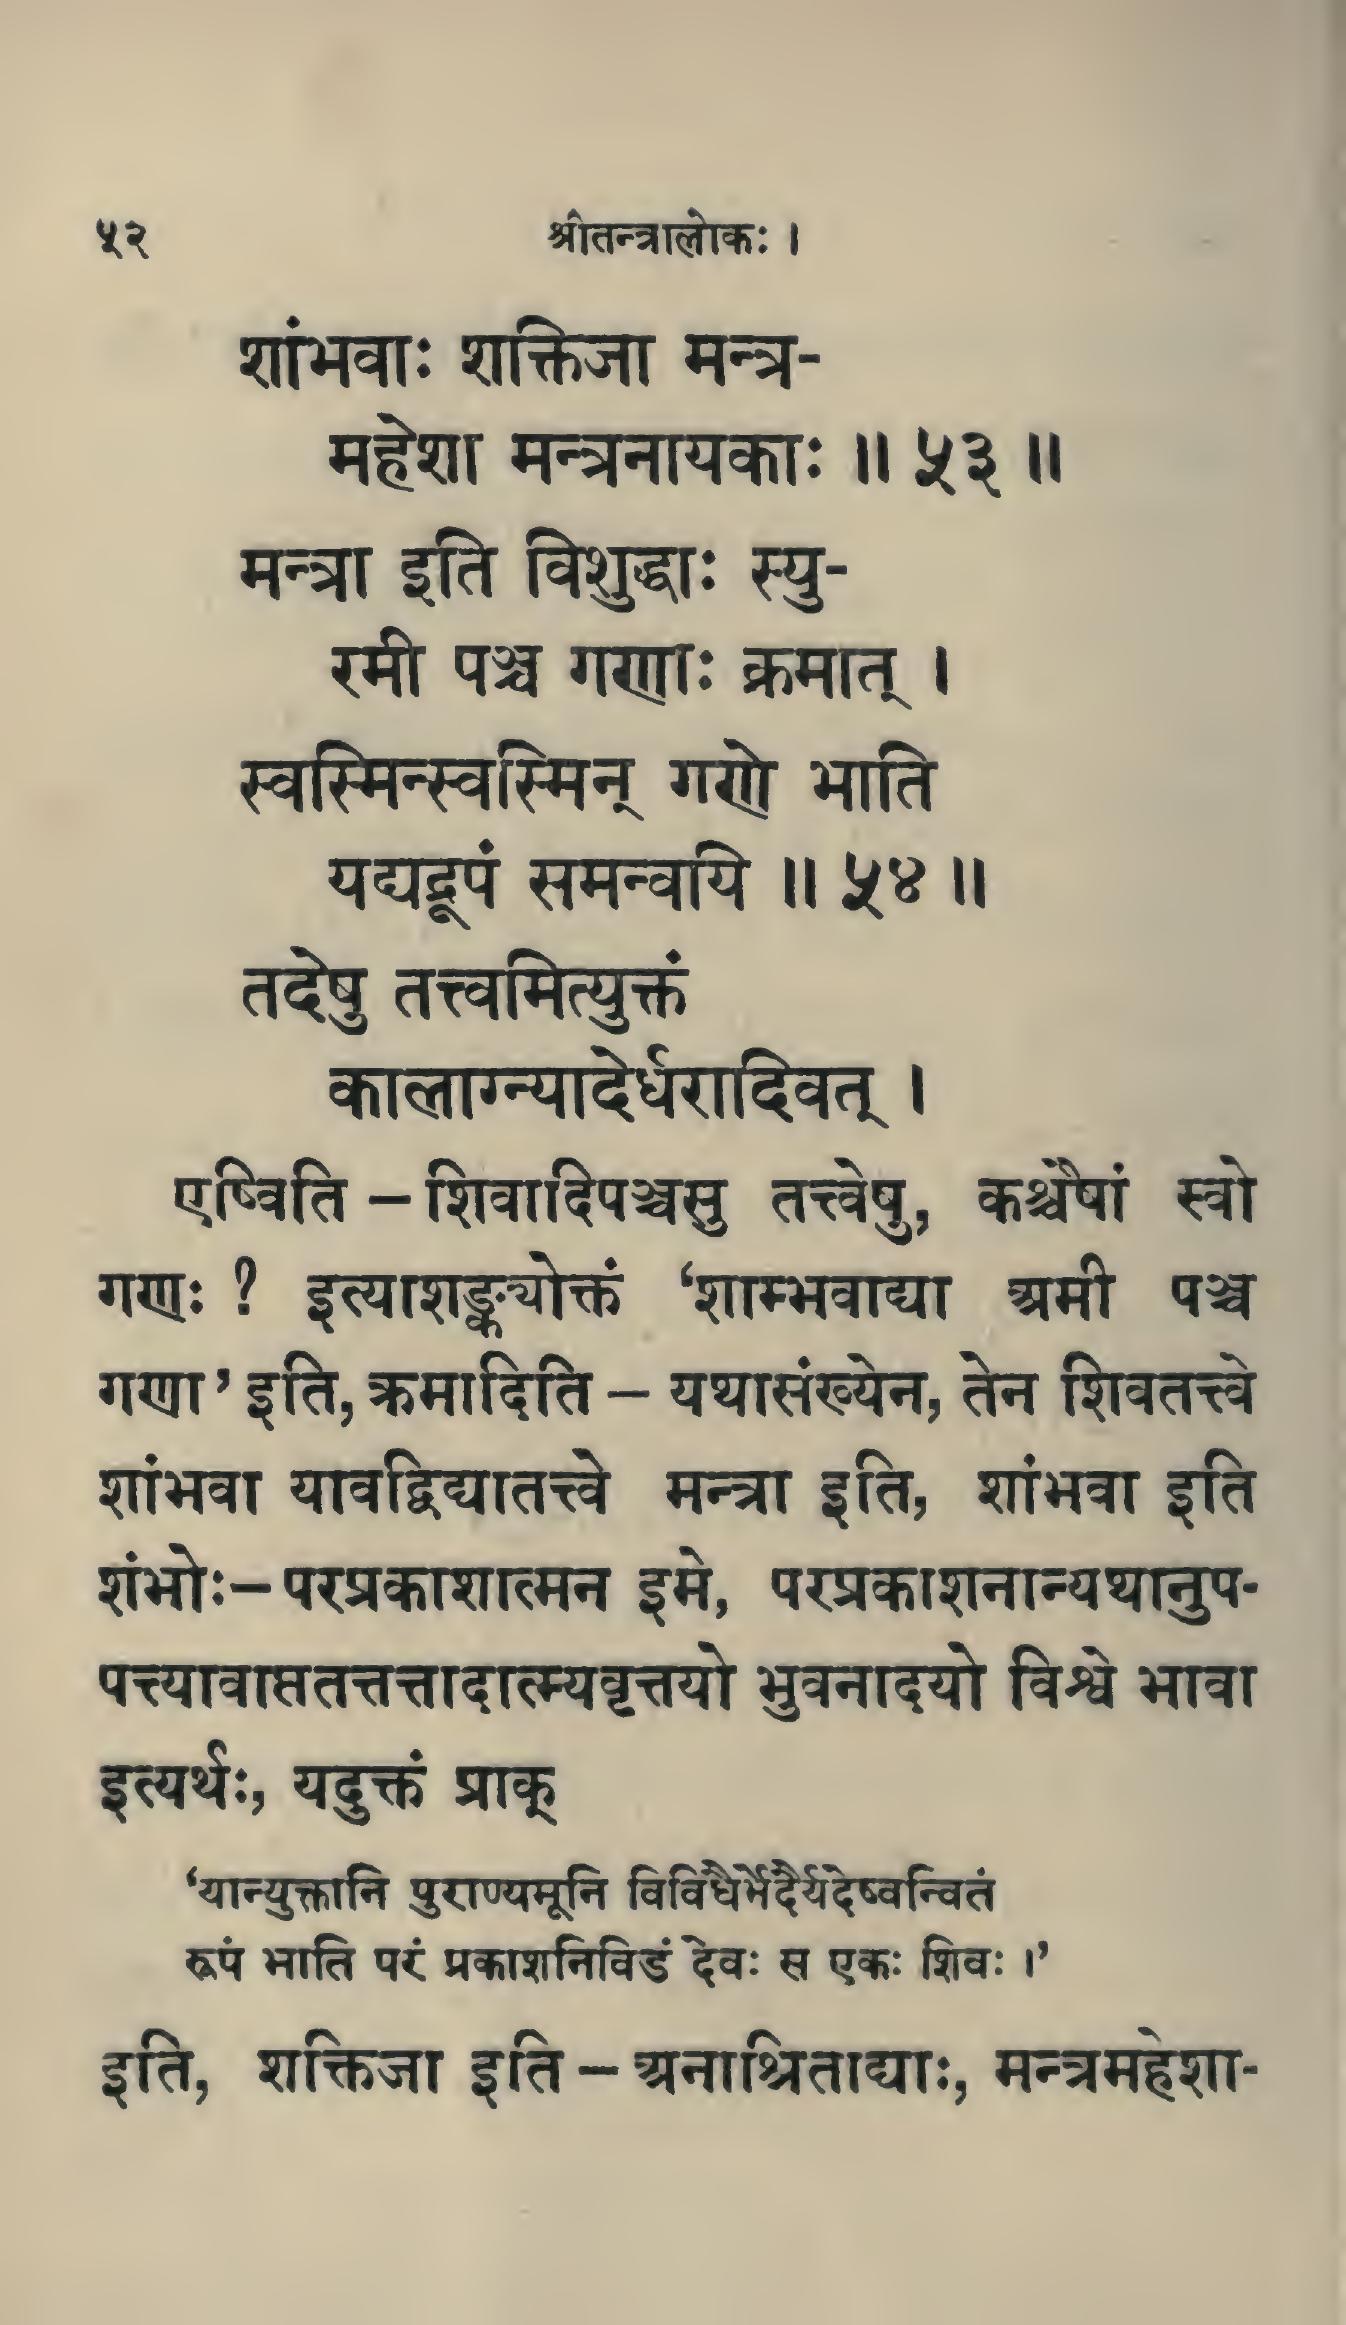 ५२
श्रीतन्त्रालोकः ।
शांभवाः शक्तिजा मन्त्र-
महेशा मन्त्रनायकाः ॥ ५३ ॥
मन्त्रा इति विशुद्धाः स्यु-
रमी पञ्च गणाः क्रमात् ।
स्वस्मिन्स्वस्मिन् गणे भाति
यद्यद्रूपं समन्वयि ॥ ५४ ॥
तदेषु तत्त्वमित्युक्तं
कालाग्न्यादेर्धरादिवत् ।
एष्विति – शिवादिपञ्चसु तत्त्वेषु, कश्चैषां स्वो
गणः ? इत्याशङ्क्योक्तं ‘शाम्भवाद्या अमी पञ्च
गणा’ इति, क्रमादिति – यथासंख्येन, तेन शिवतत्त्वे
शांभवा यावद्विद्यातत्त्वे मन्त्रा इति, शांभवा इति
शंभोः – परप्रकाशात्मन इमे, परप्रकाशनान्यथानुप-
पत्त्यावाप्ततत्तत्तादात्म्यवृत्तयो भुवनादयो विश्वे भावा
इत्यर्थः, यदुक्तं प्राक्
‘यान्युक्तानि पुराण्यमूनि विविधैर्भेदैर्यदेष्वन्वितं
रूपं भाति परं प्रकाशनिविडं देवः स एकः शिवः ।’
इति, शक्तिजा इति – अनाश्रिताद्याः, मन्त्रमहेशा-